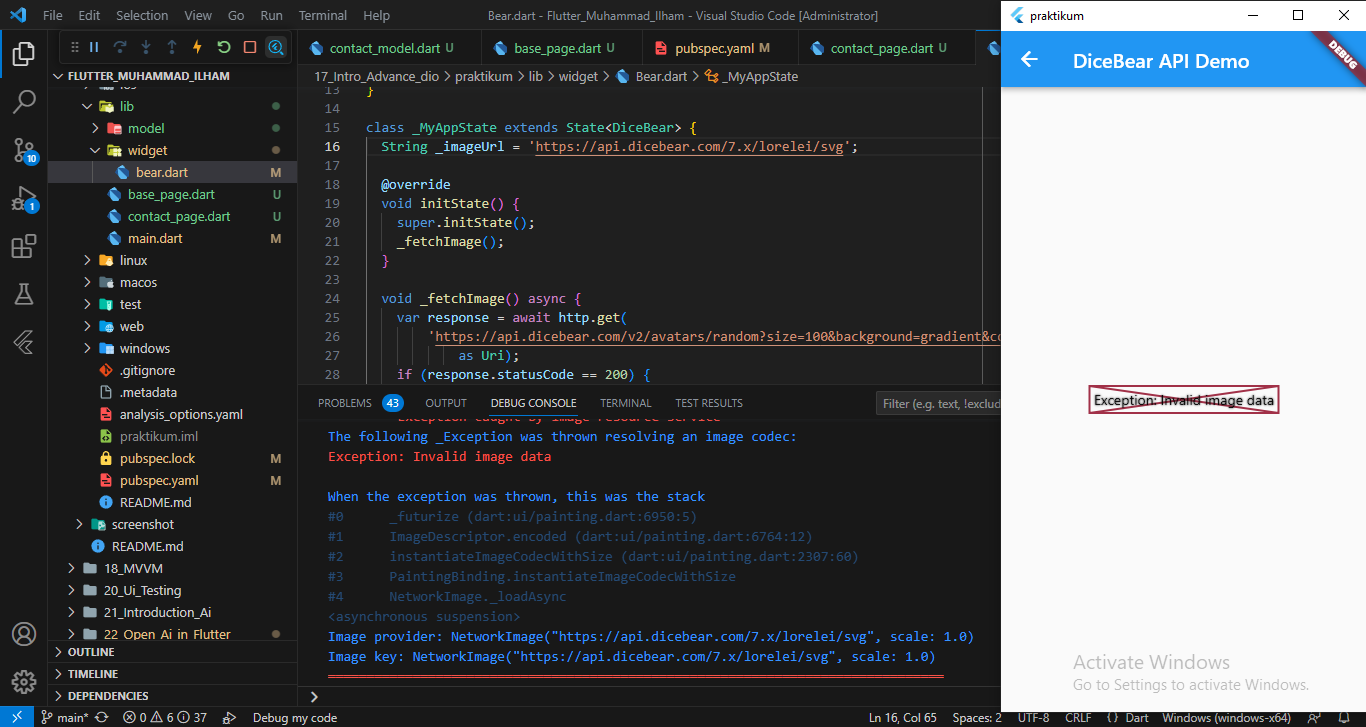 File Edit Selection View Go Run Terminal Help
Bear.dart - Flutter_Muhammad_Ilham - Visual Studio Code [Administrator]
praktikum
contact_model.dart U
base_page.dart U
pubspec.yaml M
contact_page.dart U
DiceBear API Demo
DEBUG
FLUTTER_MUHAMMAD_ILHAM
17_Intro_Advance_dio > praktikum > lib > widget > Bear.dart > _MyAppState
lib
model
widget
bear.dart M
base_page.dart U
contact_page.dart U
main.dart M
linux
macos
test
web
windows
.gitignore
.metadata
analysis_options.yaml
praktikum.iml
pubspec.lock M
pubspec.yaml M
README.md
screenshot
README.md
18_MVVM
20_Ui_Testing
21_Introduction_Ai
22_Open_Ai_in_Flutter
OUTLINE
TIMELINE
DEPENDENCIES
10
1
13 }
14
15 class _MyAppState extends State<DiceBear> {
16 String _imageUrl = 'https://api.dicebear.com/7.x/lorelei/svg';
17
18 @override
19 void initState() {
20 super.initState();
21 _fetchImage();
22 }
23
24 void _fetchImage() async {
25 var response = await http.get(
26 'https://api.dicebear.com/v2/avatars/random?size=100&background=gradient&co
27 as Uri);
28 if (response.statusCode == 200) {
PROBLEMS 43 OUTPUT DEBUG CONSOLE TERMINAL TEST RESULTS
Filter (e.g. text, !exclud
Exception caught by image resource service
The following _Exception was thrown resolving an image codec:
Exception: Invalid image data
When the exception was thrown, this was the stack
#0 _futurize (dart:ui/painting.dart:6950:5)
#1 ImageDescriptor.encoded (dart:ui/painting.dart:6764:12)
#2 instantiateImageCodecWithSize (dart:ui/painting.dart:2307:60)
#3 PaintingBinding.instantiateImageCodecWithSize
#4 NetworkImage._loadAsync
<asynchronous suspension>
Image provider: NetworkImage("https://api.dicebear.com/7.x/lorelei/svg", scale: 1.0)
Image key: NetworkImage("https://api.dicebear.com/7.x/lorelei/svg", scale: 1.0)
Exception: Invalid image data
Activate Windows
Go to Settings to activate Windows.
main* 0 6 37 Debug my code
Ln 16, Col 65 Spaces: 2 UTF-8 CRLF {} Dart Windows (windows-x64)